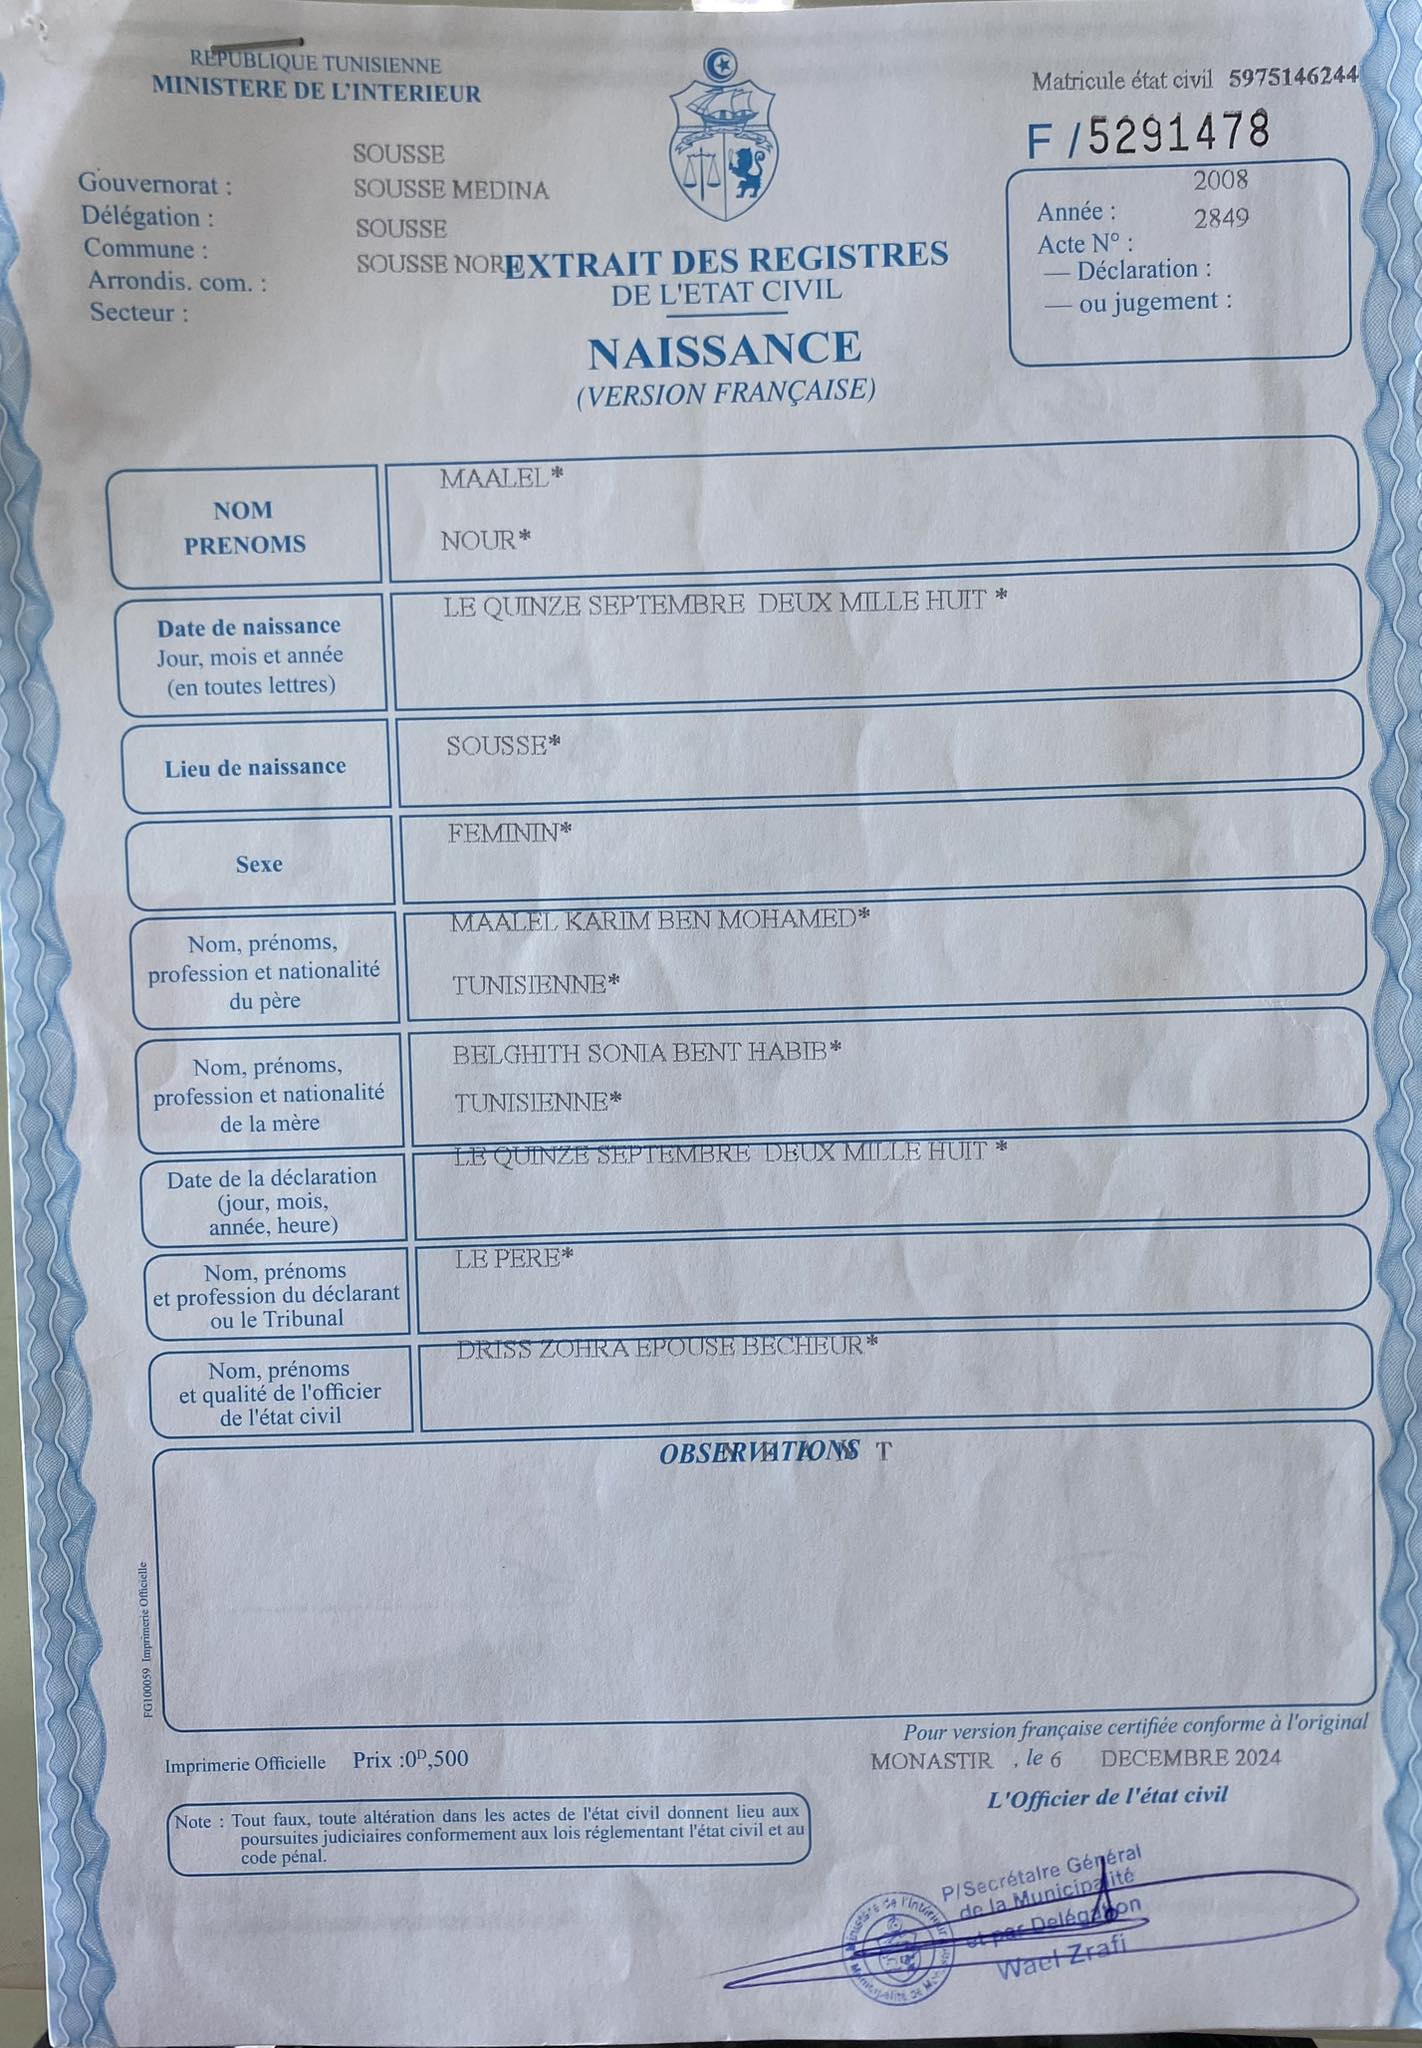 REPUBLIQUE TUNISIENNE
MINISTERE DE L'INTERIEUR
Matricule état civil 5975146244
F / 5291478
SOUSSE
Gouvernorat : SOUSSE MEDINA
Délégation : SOUSSE
Commune : SOUSSE NORD
Arrondis. com. :
Secteur :
2008
Année : 2849
Acte N° :
— Déclaration :
— ou jugement :
EXTRAIT DES REGISTRES
DE L'ETAT CIVIL
NAISSANCE
(VERSION FRANÇAISE)
NOM
PRENOMS
MAALEL*
NOUR*
Date de naissance
Jour, mois et année
(en toutes lettres)
LE QUINZE SEPTEMBRE DEUX MILLE HUIT *
Lieu de naissance
SOUSSE*
Sexe
FEMININ*
Nom, prénoms,
profession et nationalité
du père
MAALEL KARIM BEN MOHAMED*
TUNISIENNE*
Nom, prénoms,
profession et nationalité
de la mère
BELGHITH SONIA BENT HABIB*
TUNISIENNE*
Date de la déclaration
(jour, mois,
année, heure)
LE QUINZE SEPTEMBRE DEUX MILLE HUIT *
Nom, prénoms
et profession du déclarant
ou le Tribunal
LE PERE*
Nom, prénoms
et qualité de l'officier
de l'état civil
DRISS ZOHRA EPOUSE BECHEUR*
OBSERVATIONS
N E A N T
FG100059 Imprimerie Officielle
Pour version française certifiée conforme à l'original
Imprimerie Officielle Prix :0ᴰ,500
MONASTIR , le 6 DECEMBRE 2024
L'Officier de l'état civil
Note : Tout faux, toute altération dans les actes de l'état civil donnent lieu aux
poursuites judiciaires conformement aux lois réglementant l'état civil et au
code pénal.
P/Secrétaire Général
de la Municipalité
et par Delégation
Wael Zrafi
Ministère de l'Intérieur